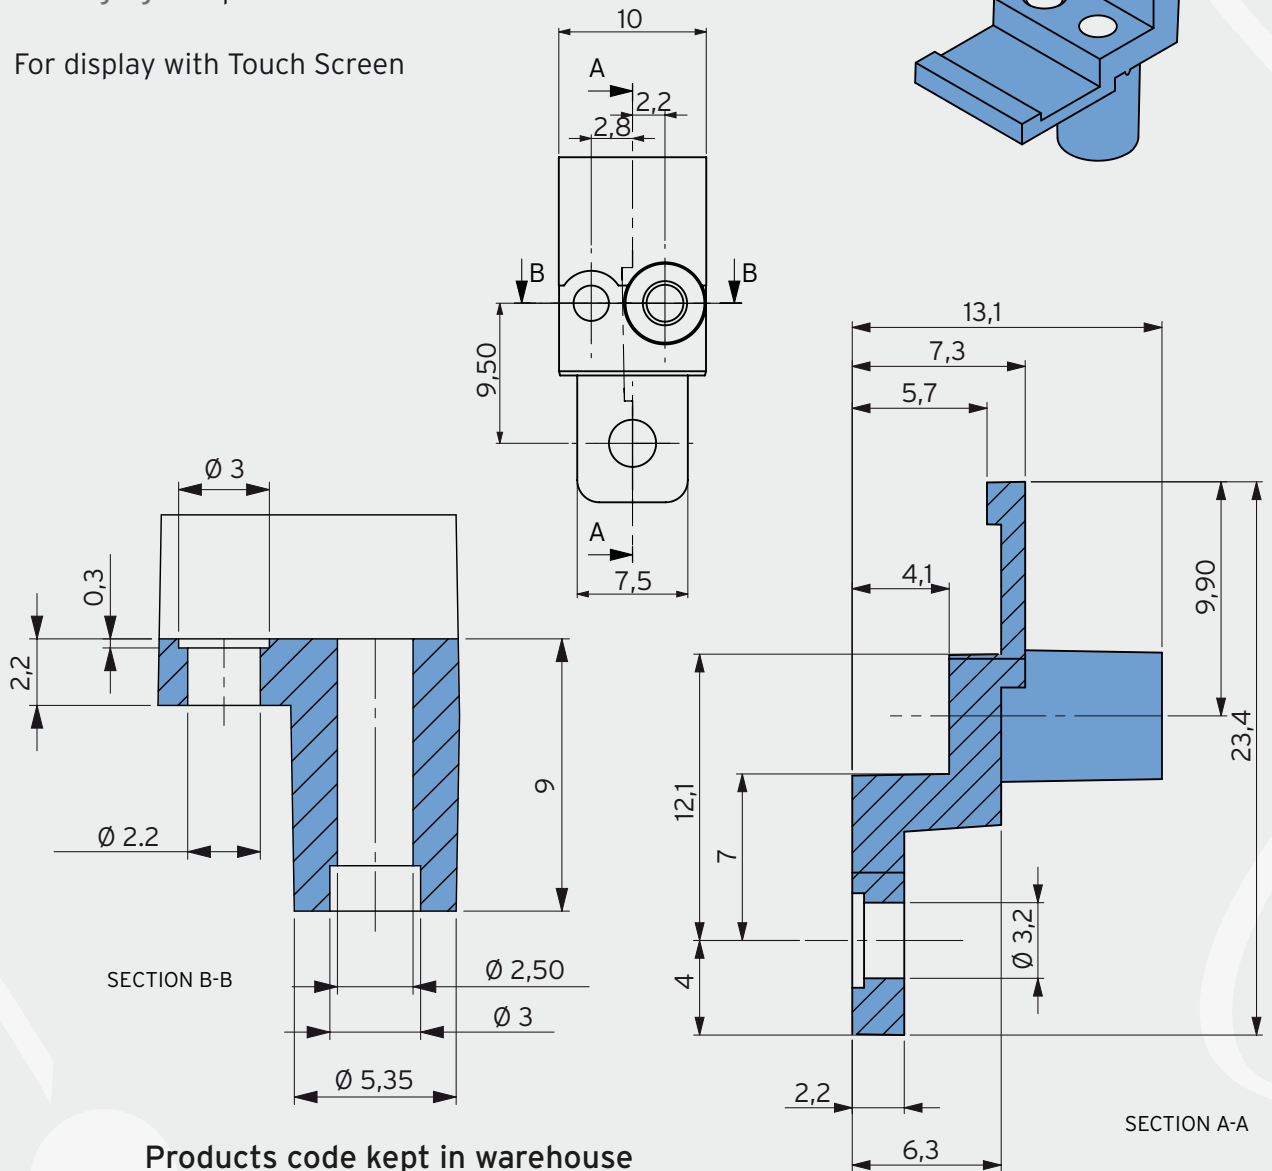 For display with Touch Screen
10
A
2,2
2,8
B
B
9,50
A
7,5
13,1
7,3
5,7
4,1
9,90
23,4
12,1
7
4
Ø 3,2
2,2
6,3
SECTION A-A
Ø 3
0,3
2,2
9
Ø 2.2
Ø 2,50
Ø 3
Ø 5,35
SECTION B-B
Products code kept in warehouse